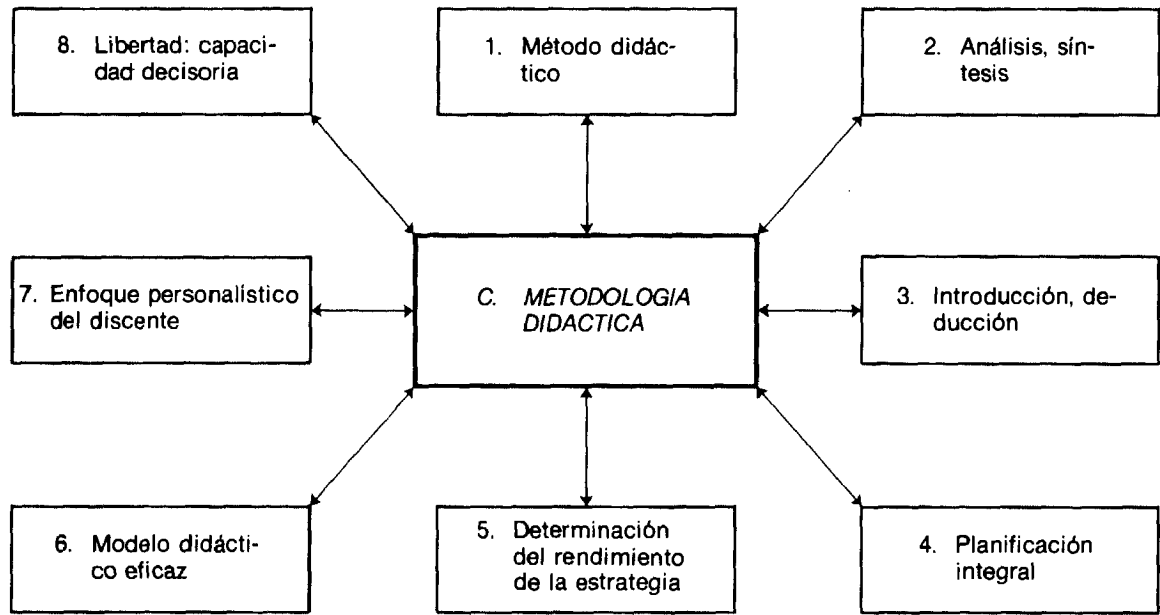 8. Libertad: capaci-
dad decisoria
1. Método didác-
tico
2. Análisis, sín-
tesis
7. Enfoque personalístico
del discente
C. METODOLOGIA
DIDACTICA
3. Introducción, de-
ducción
6. Modelo didácti-
co eficaz
5. Determinación
del rendimiento
de la estrategia
4. Planificación
integral